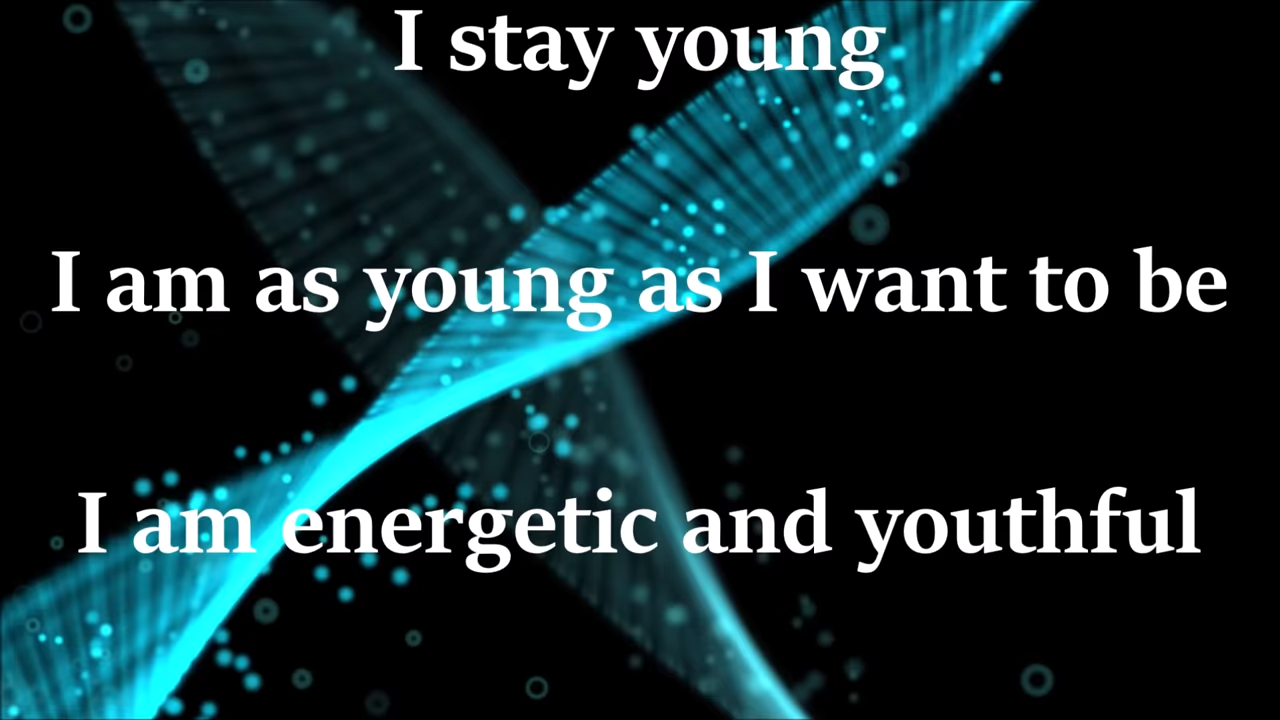 I stay young
I am as young as I want to be
I am energetic and youthful